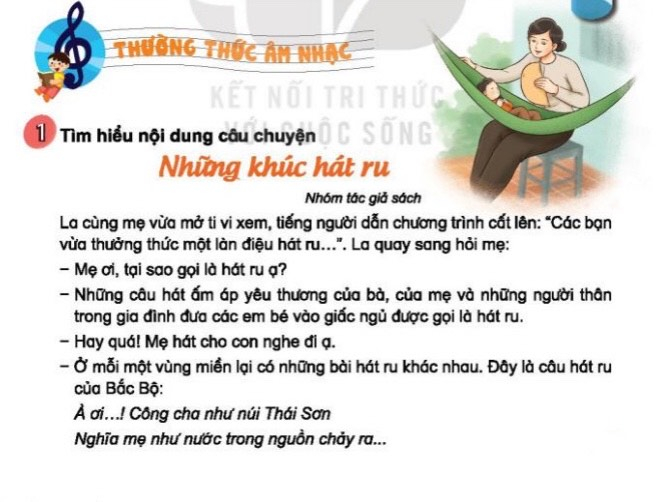 THƯỜNG THỨC ÂM NHẠC
KẾT NỐI TRI THỨC
VỚI CUỘC SỐNG
1 Tìm hiểu nội dung câu chuyện
Những khúc hát ru
Nhóm tác giả sách
La cùng mẹ vừa mở ti vi xem, tiếng người dẫn chương trình cất lên: “Các bạn
vừa thưởng thức một làn điệu hát ru...”. La quay sang hỏi mẹ:
– Mẹ ơi, tại sao gọi là hát ru ạ?
– Những câu hát ấm áp yêu thương của bà, của mẹ và những người thân
trong gia đình đưa các em bé vào giấc ngủ được gọi là hát ru.
– Hay quá! Mẹ hát cho con nghe đi ạ.
– Ở mỗi một vùng miền lại có những bài hát ru khác nhau. Đây là câu hát ru
của Bắc Bộ:
À ơi...! Công cha như núi Thái Sơn
Nghĩa mẹ như nước trong nguồn chảy ra...